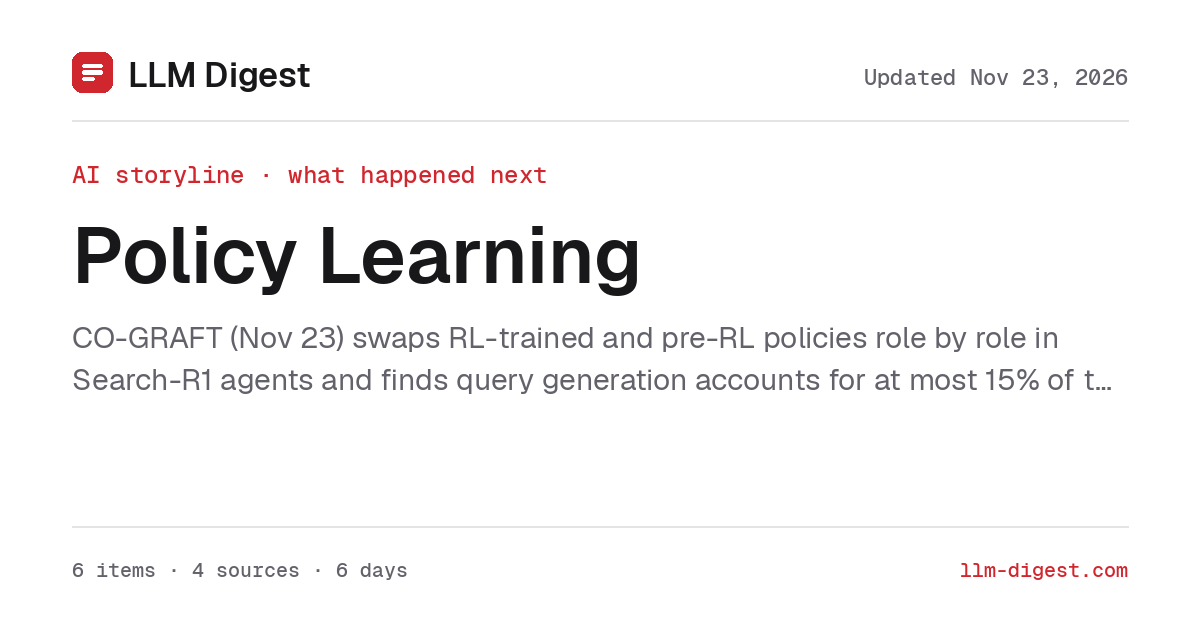 LLM Digest
Updated Nov 23, 2026
AI storyline · what happened next
Policy Learning
CO-GRAFT (Nov 23) swaps RL-trained and pre-RL policies role by role in
Search-R1 agents and finds query generation accounts for at most 15% of t…
6 items · 4 sources · 6 days
llm-digest.com